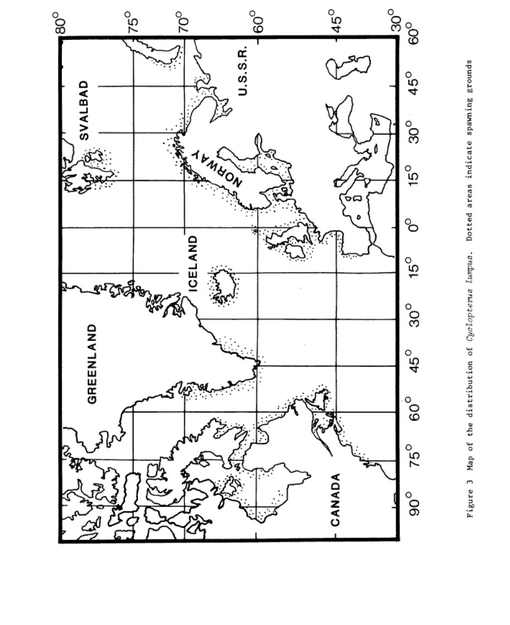 80°
75°
70°
60°
45°
30°
SVALBAD
U.S.S.R.
NORWAY
ICELAND
GREENLAND
CANADA
60°
45°
30°
15°
0°
15°
30°
45°
60°
75°
90°
Figure 3 Map of the distribution of Cyclopterus lumpus. Dotted areas indicate spawning grounds